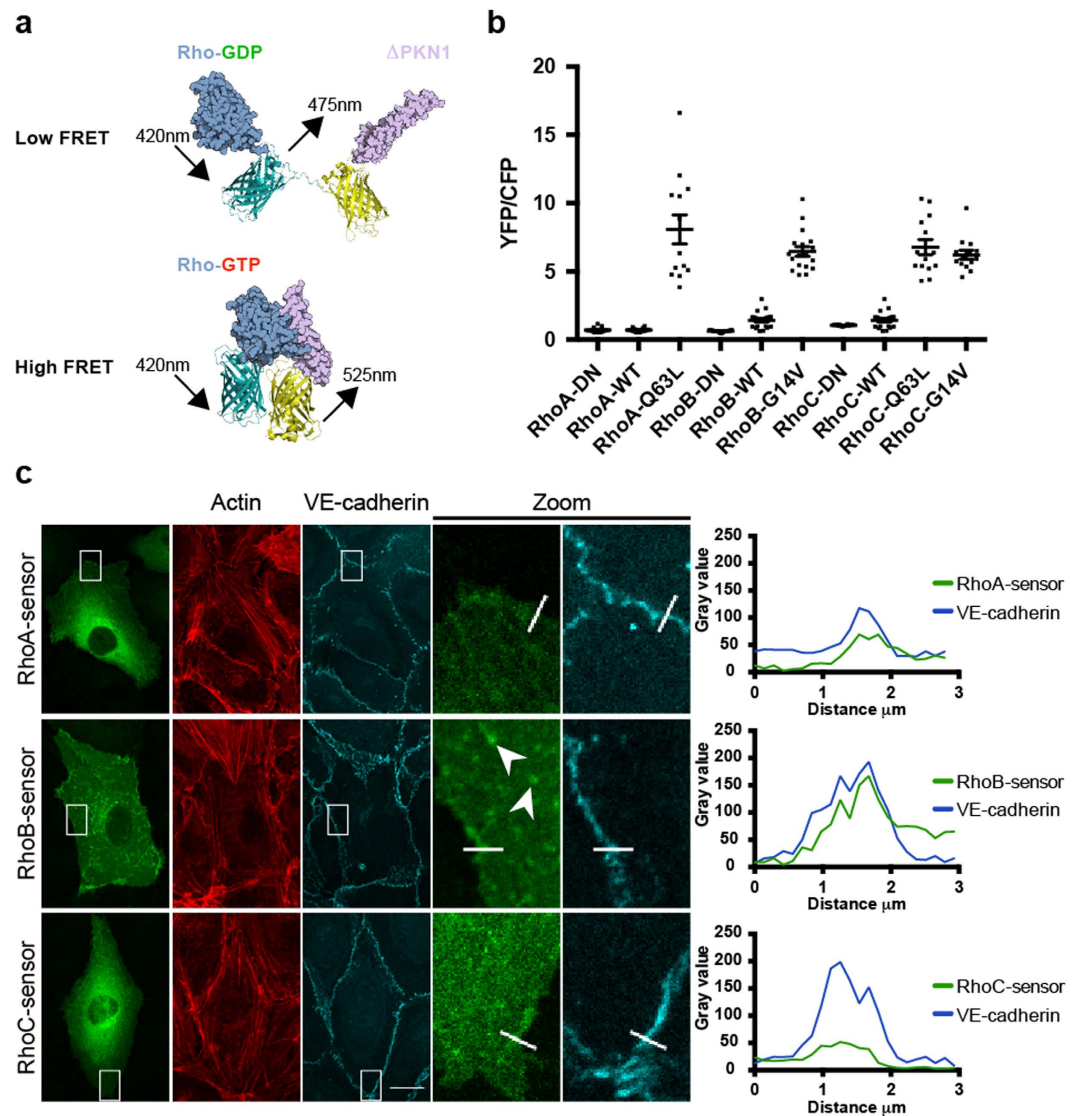 a
Rho-GDP
ΔPKN1
Low FRET
420nm
475nm
Rho-GTP
High FRET
420nm
525nm
b
YFP/CFP
20
15
10
5
0
RhoA-DN
RhoA-WT
RhoA-Q63L
RhoB-DN
RhoB-WT
RhoB-G14V
RhoC-DN
RhoC-WT
RhoC-Q63L
RhoC-G14V
c
Actin
VE-cadherin
Zoom
RhoA-sensor
Gray value
250
200
150
100
50
0
0
1
2
3
Distance μm
RhoA-sensor
VE-cadherin
RhoB-sensor
Gray value
250
200
150
100
50
0
0
1
2
3
Distance μm
RhoB-sensor
VE-cadherin
RhoC-sensor
Gray value
250
200
150
100
50
0
0
1
2
3
Distance μm
RhoC-sensor
VE-cadherin